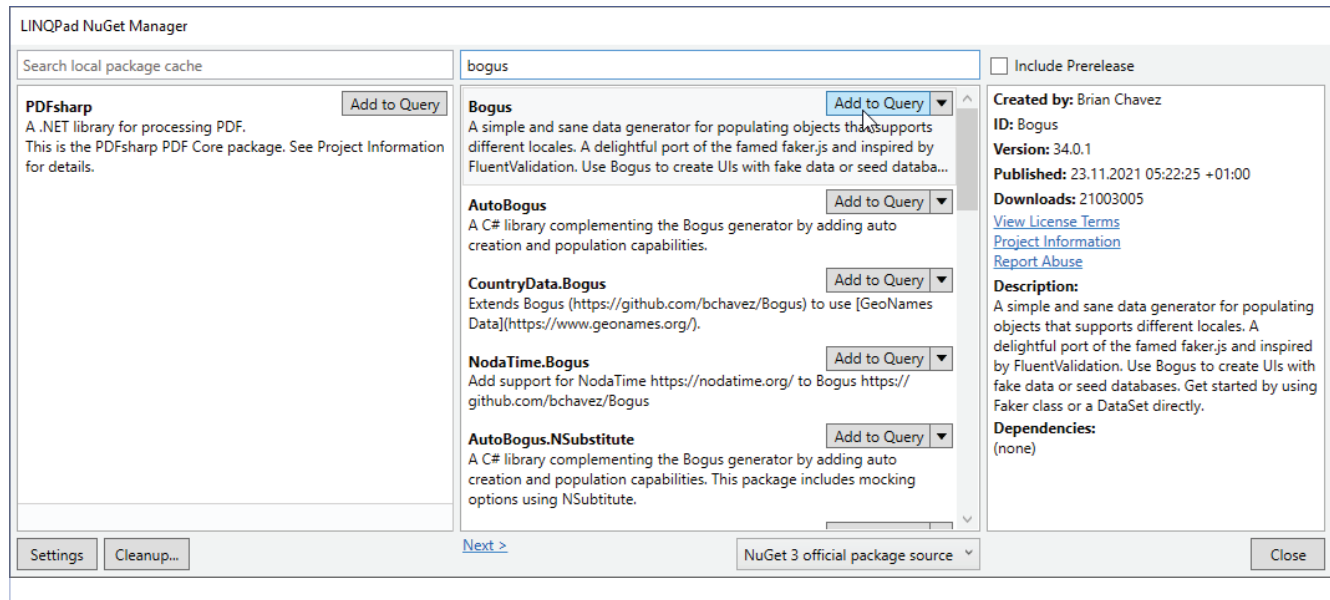 LINQPad NuGet Manager
Search local package cache
bogus
Include Prerelease
PDFsharp
Add to Query
A .NET library for processing PDF.
This is the PDFsharp PDF Core package. See Project Information
for details.
Bogus
Add to Query
A simple and sane data generator for populating objects that supports
different locales. A delightful port of the famed faker.js and inspired by
FluentValidation. Use Bogus to create UIs with fake data or seed databa...
AutoBogus
Add to Query
A C# library complementing the Bogus generator by adding auto
creation and population capabilities.
CountryData.Bogus
Add to Query
Extends Bogus (https://github.com/bchavez/Bogus) to use [GeoNames
Data](https://www.geonames.org/).
NodaTime.Bogus
Add to Query
Add support for NodaTime https://nodatime.org/ to Bogus https://
github.com/bchavez/Bogus
AutoBogus.NSubstitute
Add to Query
A C# library complementing the Bogus generator by adding auto
creation and population capabilities. This package includes mocking
options using NSubtitute.
Created by: Brian Chavez
ID: Bogus
Version: 34.0.1
Published: 23.11.2021 05:22:25 +01:00
Downloads: 21003005
View License Terms
Project Information
Report Abuse
Description:
A simple and sane data generator for populating
objects that supports different locales. A
delightful port of the famed faker.js and inspired
by FluentValidation. Use Bogus to create UIs with
fake data or seed databases. Get started by using
Faker class or a DataSet directly.
Dependencies:
(none)
Settings
Cleanup...
Next >
NuGet 3 official package source
Close